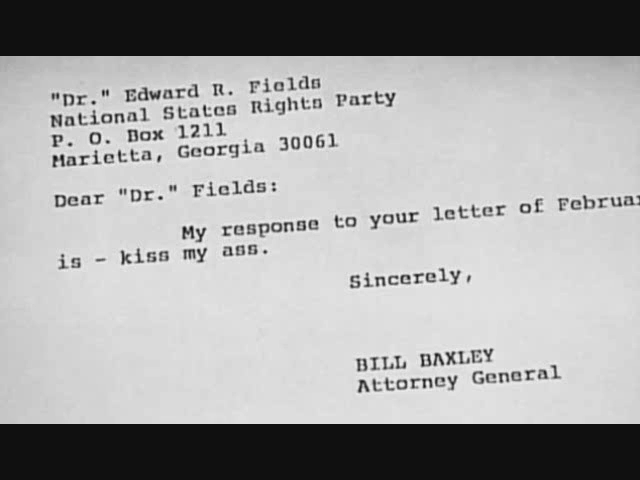 "Dr." Edward R. Fields
National States Rights Party
P. O. Box 1211
Marietta, Georgia 30061
Dear "Dr." Fields:
My response to your letter of
is - kiss my ass.
Sincerely,
BILL BAXLEY
Attorney General